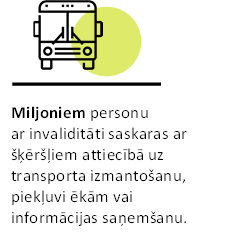 Miljoniem personu
ar invaliditāti saskaras ar
šķēršļiem attiecībā uz
transporta izmantošanu,
piekļuvi ēkām vai
informācijas saņemšanu.